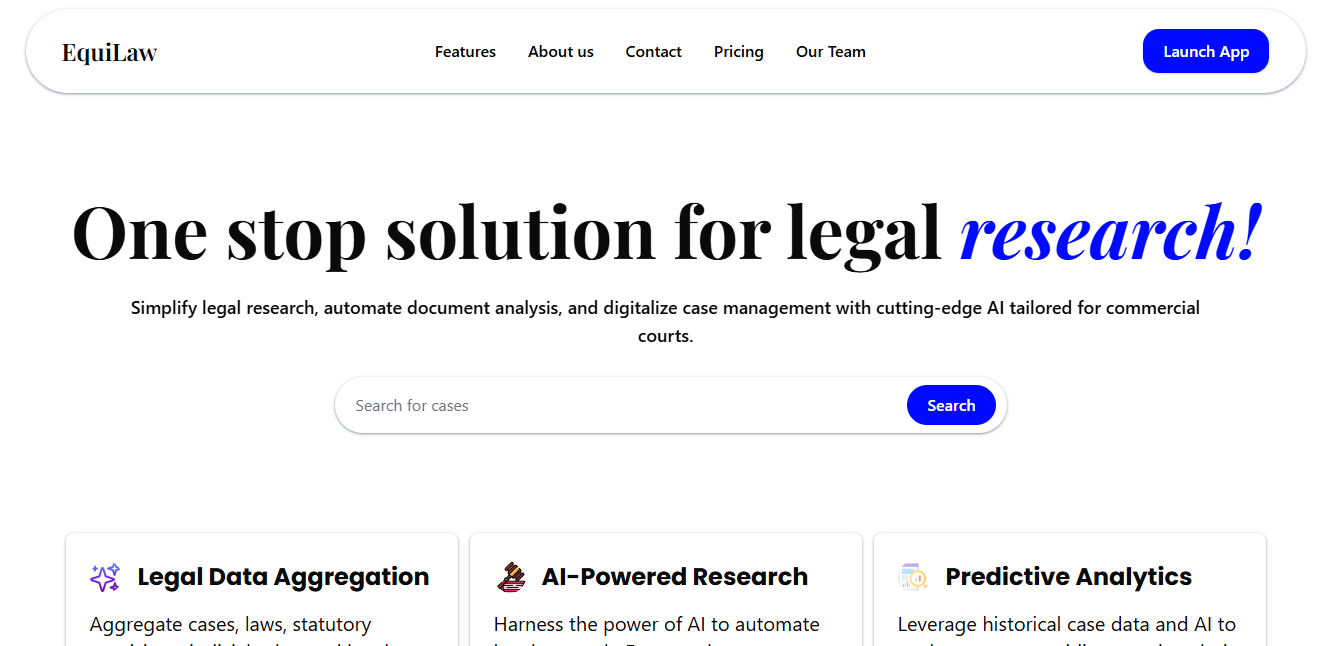 EquiLaw
Features
About us
Contact
Pricing
Our Team
Launch App
One stop solution for legal research!
Simplify legal research, automate document analysis, and digitalize case management with cutting-edge AI tailored for commercial
courts.
Search for cases
Search
Legal Data Aggregation
Aggregate cases, laws, statutory
AI-Powered Research
Harness the power of AI to automate
Predictive Analytics
Leverage historical case data and AI to